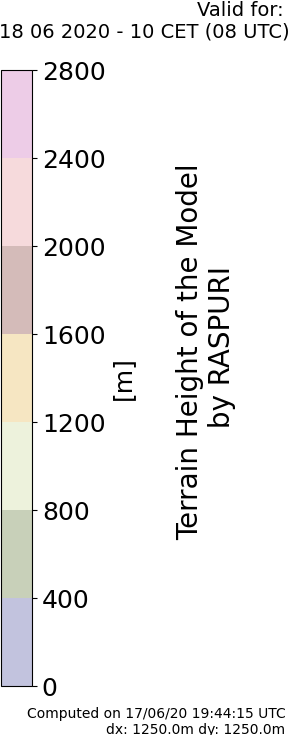 Valid for:
18 06 2020 - 10 CET (08 UTC)
2800
2400
2000
1600
1200
800
400
0
[m]
Terrain Height of the Model
by RASPURI
Computed on 17/06/20 19:44:15 UTC
dx: 1250.0m dy: 1250.0m